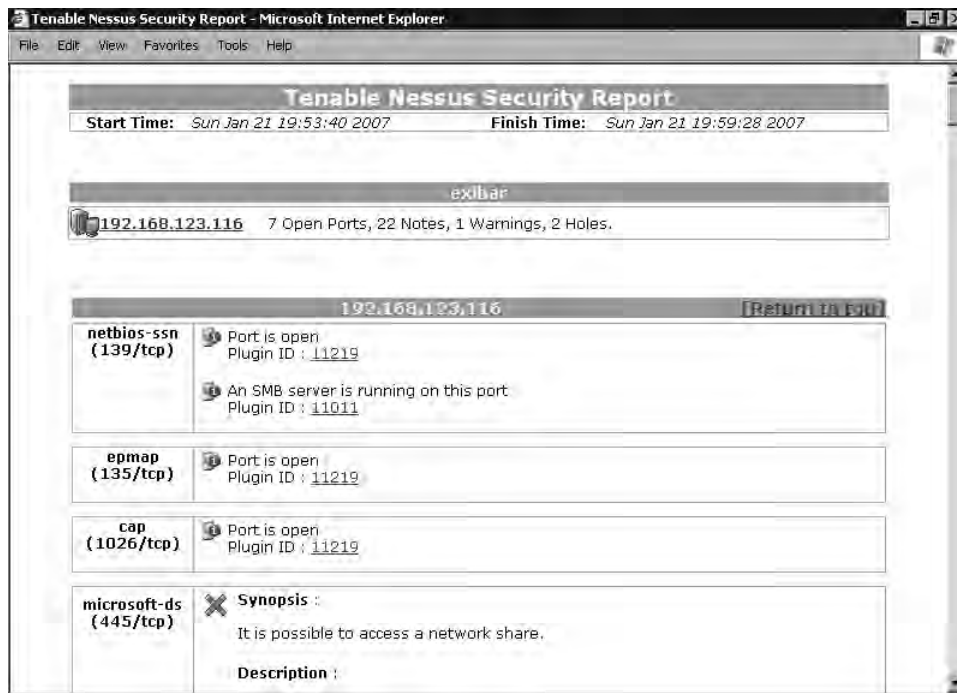 Tenable Nessus Security Report - Microsoft Internet Explorer
File Edit View Favorites Tools Help
Tenable Nessus Security Report
Start Time: Sun Jan 21 19:53:40 2007 Finish Time: Sun Jan 21 19:59:28 2007
exibar
192.168.123.116 7 Open Ports, 22 Notes, 1 Warnings, 2 Holes.
192.168.123.116 [Return to top]
netbios-ssn
(139/tcp)
Port is open
Plugin ID : 11219
An SMB server is running on this port
Plugin ID : 11011
epmap
(135/tcp)
Port is open
Plugin ID : 11219
cap
(1026/tcp)
Port is open
Plugin ID : 11219
microsoft-ds
(445/tcp)
Synopsis :
It is possible to access a network share.
Description :